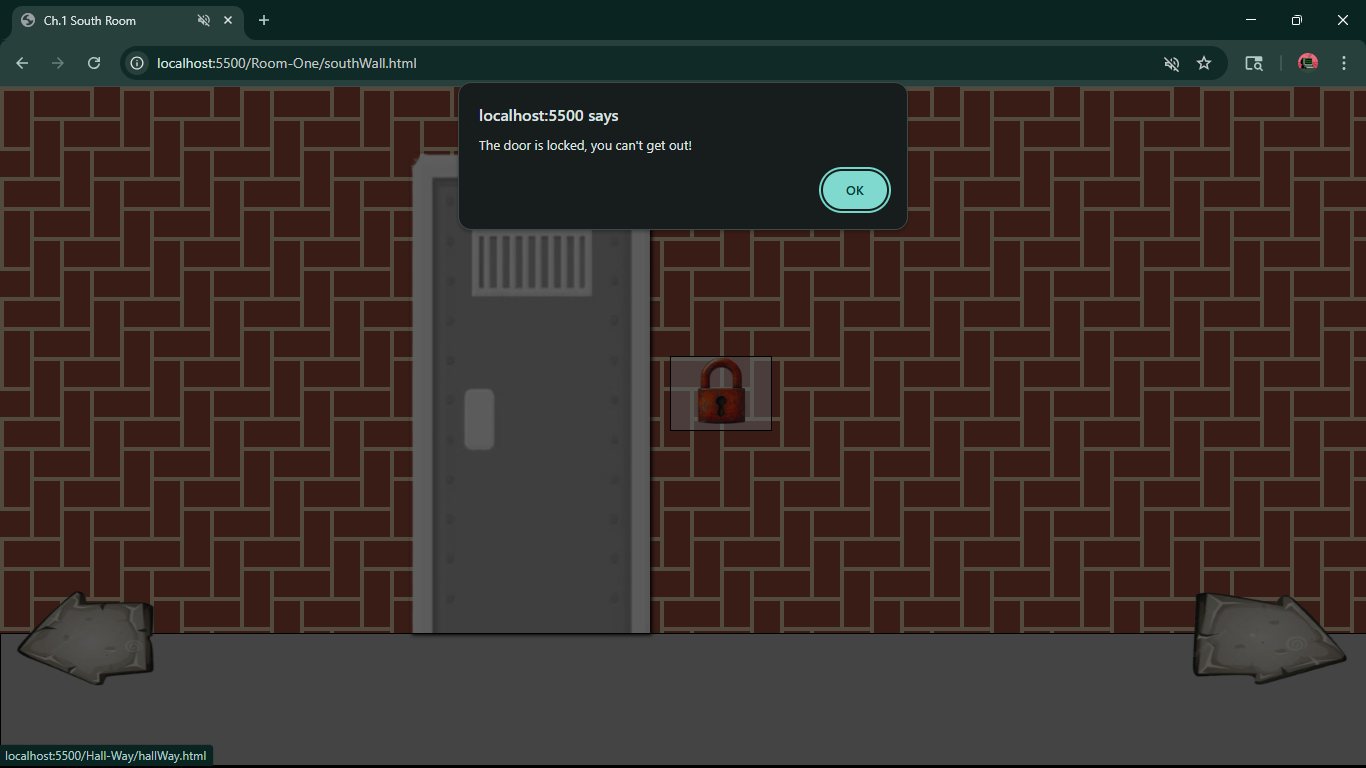 Ch.1 South Room
localhost:5500/Room-One/southWall.html
localhost:5500 says
The door is locked, you can't get out!
OK
localhost:5500/Hall-Way/hallWay.html